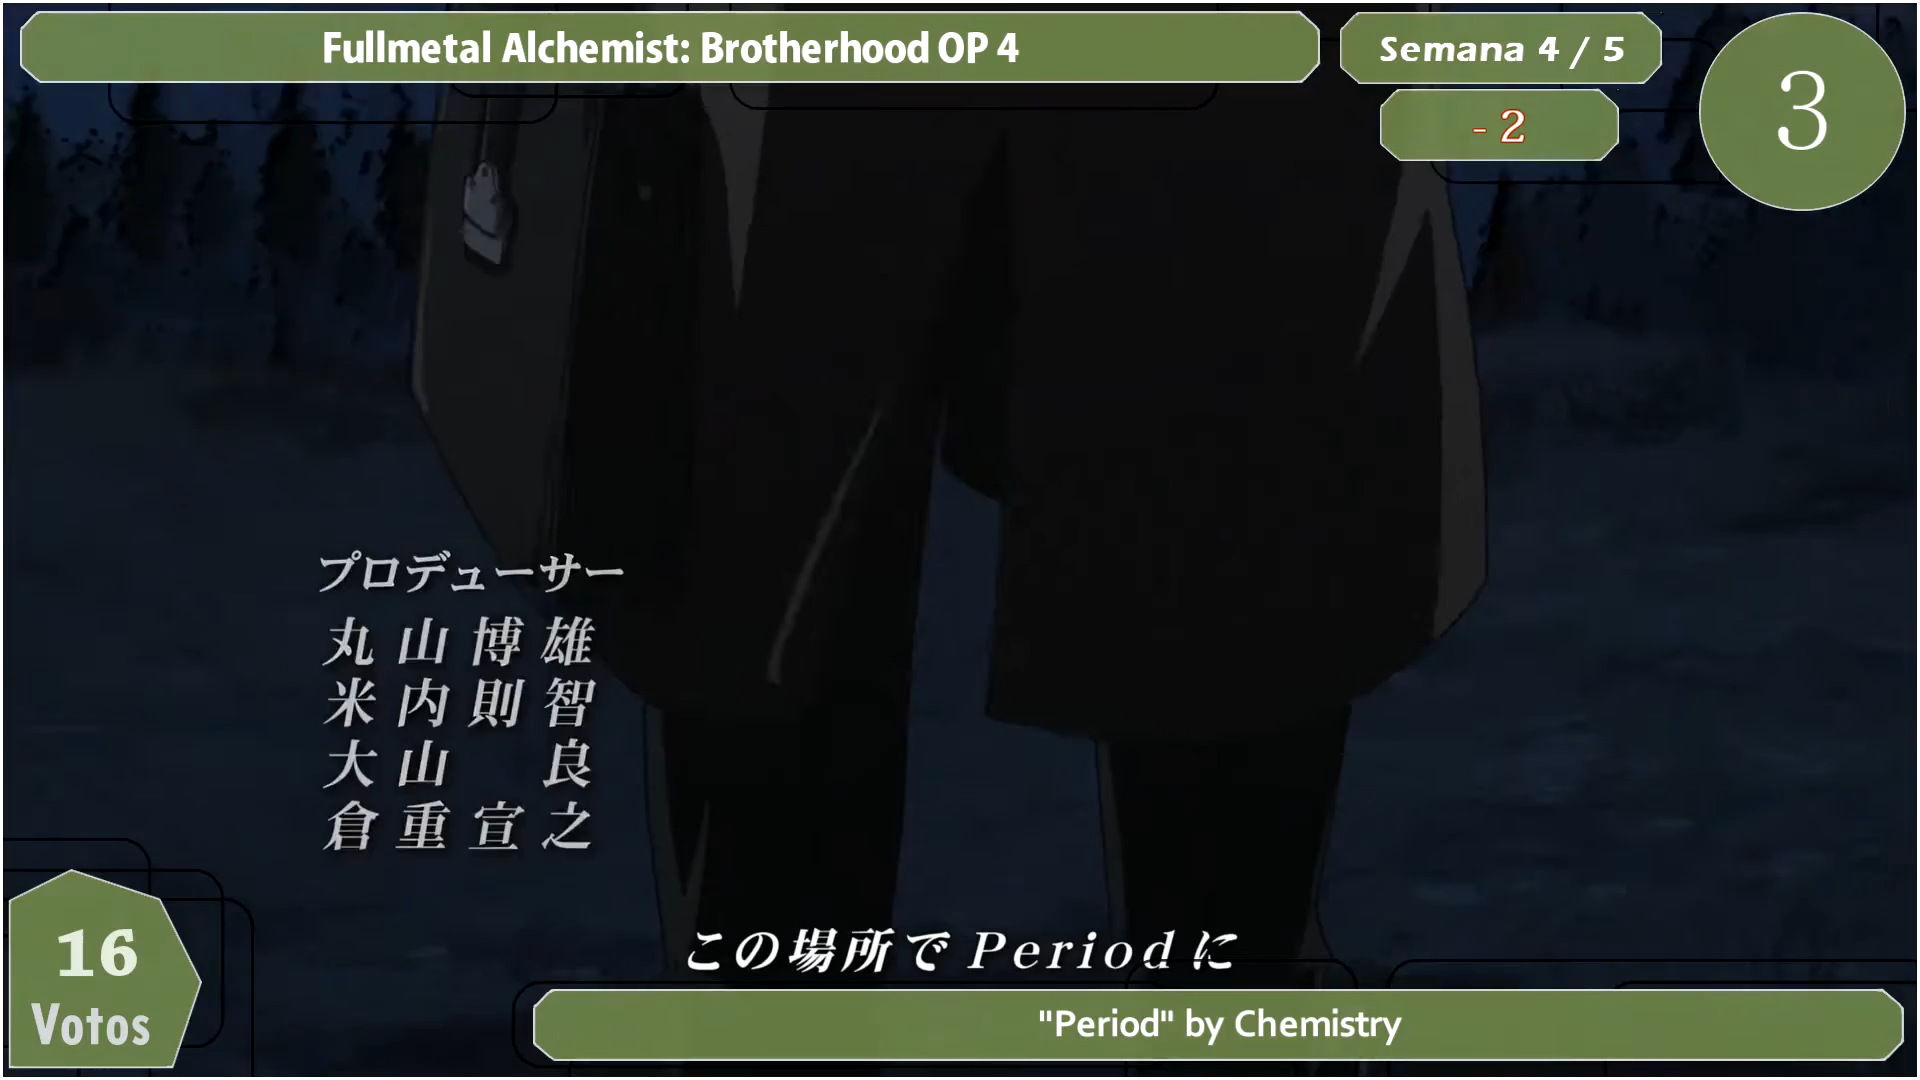 Fullmetal Alchemist: Brotherhood OP 4
Semana 4 / 5
3
- 2
プロデューサー
丸山博雄
米内則智
大山 良
倉重宣之
16
Votos
この場所でPeriodに
"Period" by Chemistry